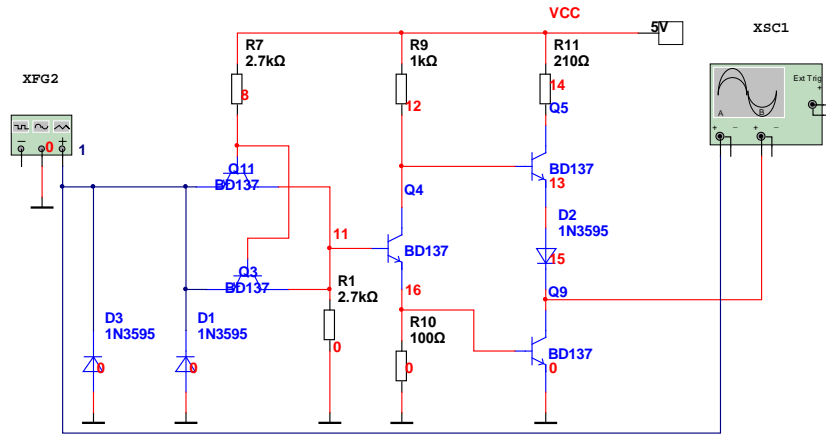 VCC
5V
XSC1
XFG2
R7
2.7kΩ
R9
1kΩ
R11
210Ω
Ext Trig
+
A
B
+
–
+
–
8
12
14
Q5
0
1
–
+
Q11
BD137
Q4
BD137
13
D2
1N3595
11
BD137
15
Q3
BD137
16
Q9
R1
2.7kΩ
D3
1N3595
D1
1N3595
R10
100Ω
BD137
0
0
0
0
0